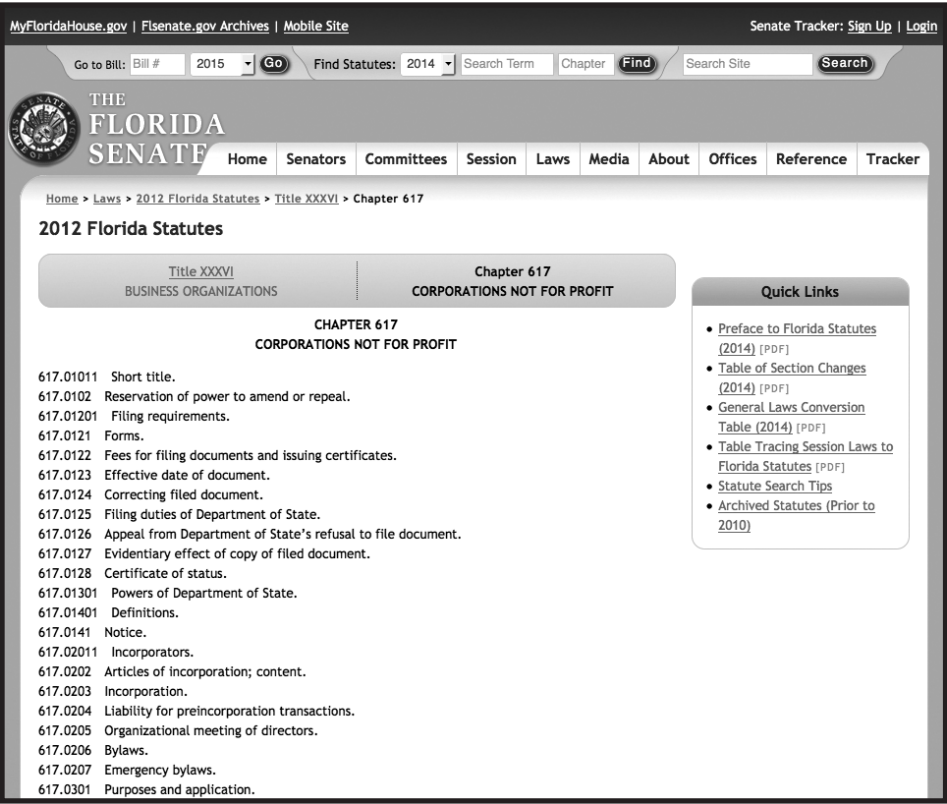 MyFloridaHouse.gov | Flsenate.gov Archives | Mobile Site
Senate Tracker: Sign Up | Login
Go to Bill: Bill # 2015 Go Find Statutes: 2014 Search Term Chapter Find Search Site Search
THE
FLORIDA
SENATE
Home Senators Committees Session Laws Media About Offices Reference Tracker
Home > Laws > 2012 Florida Statutes > Title XXXVI > Chapter 617
2012 Florida Statutes
Title XXXVI
BUSINESS ORGANIZATIONS
Chapter 617
CORPORATIONS NOT FOR PROFIT
CHAPTER 617
CORPORATIONS NOT FOR PROFIT
617.01011 Short title.
617.0102 Reservation of power to amend or repeal.
617.01201 Filing requirements.
617.0121 Forms.
617.0122 Fees for filing documents and issuing certificates.
617.0123 Effective date of document.
617.0124 Correcting filed document.
617.0125 Filing duties of Department of State.
617.0126 Appeal from Department of State's refusal to file document.
617.0127 Evidentiary effect of copy of filed document.
617.0128 Certificate of status.
617.01301 Powers of Department of State.
617.01401 Definitions.
617.0141 Notice.
617.02011 Incorporators.
617.0202 Articles of incorporation; content.
617.0203 Incorporation.
617.0204 Liability for preincorporation transactions.
617.0205 Organizational meeting of directors.
617.0206 Bylaws.
617.0207 Emergency bylaws.
617.0301 Purposes and application.
Quick Links
• Preface to Florida Statutes
(2014) [PDF]
• Table of Section Changes
(2014) [PDF]
• General Laws Conversion
Table (2014) [PDF]
• Table Tracing Session Laws to
Florida Statutes [PDF]
• Statute Search Tips
• Archived Statutes (Prior to
2010)